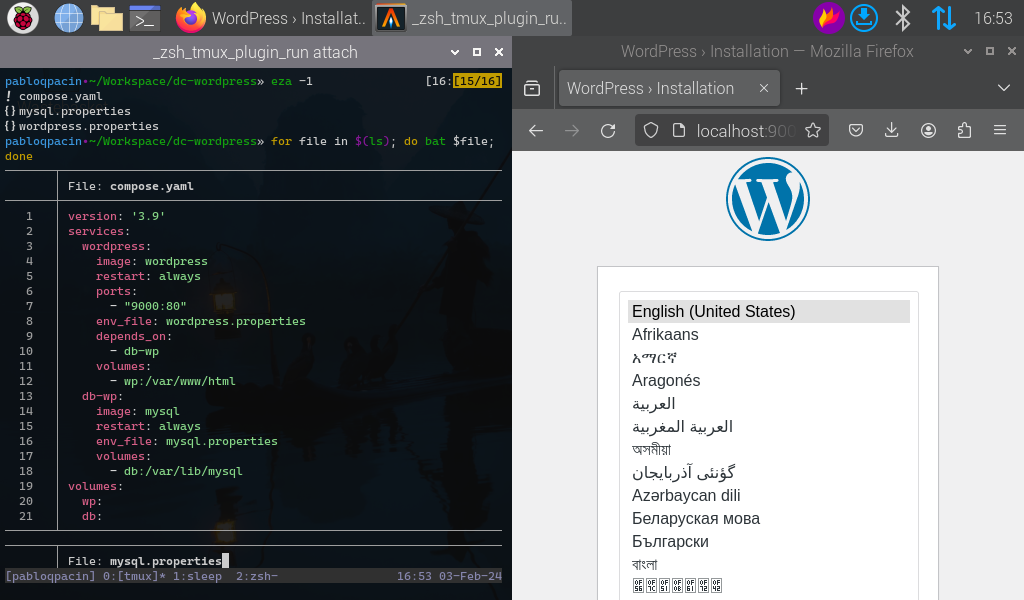 WordPress › Installat..
_zsh_tmux_plugin_ru..
16:53
_zsh_tmux_plugin_run attach
pabloqpacin•~/Workspace/dc-wordpress» eza -1 [16:[15/16]
! compose.yaml
{} mysql.properties
{} wordpress.properties
pabloqpacin•~/Workspace/dc-wordpress» for file in $(ls); do bat $file;
done
File: compose.yaml
1 version: '3.9'
2 services:
3   wordpress:
4     image: wordpress
5     restart: always
6     ports:
7       - "9000:80"
8     env_file: wordpress.properties
9     depends_on:
10       - db-wp
11     volumes:
12       - wp:/var/www/html
13   db-wp:
14     image: mysql
15     restart: always
16     env_file: mysql.properties
17     volumes:
18       - db:/var/lib/mysql
19 volumes:
20   wp:
21   db:
File: mysql.properties
[pabloqpacin] 0:[tmux]* 1:sleep  2:zsh- 16:53 03-Feb-24
WordPress › Installation — Mozilla Firefox
WordPress › Installation
localhost:900
English (United States)
Afrikaans
አማርኛ
Aragonés
العربية
العربية المغربية
অসমীয়া
گؤنئی آذربایجان
Azərbaycan dili
Беларуская мова
Български
বাংলা